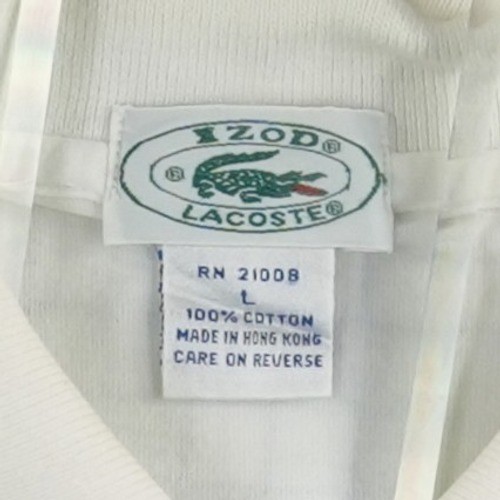 IZOD®
®
LACOSTE®
RN 21008
L
100% COTTON
MADE IN HONG KONG
CARE ON REVERSE